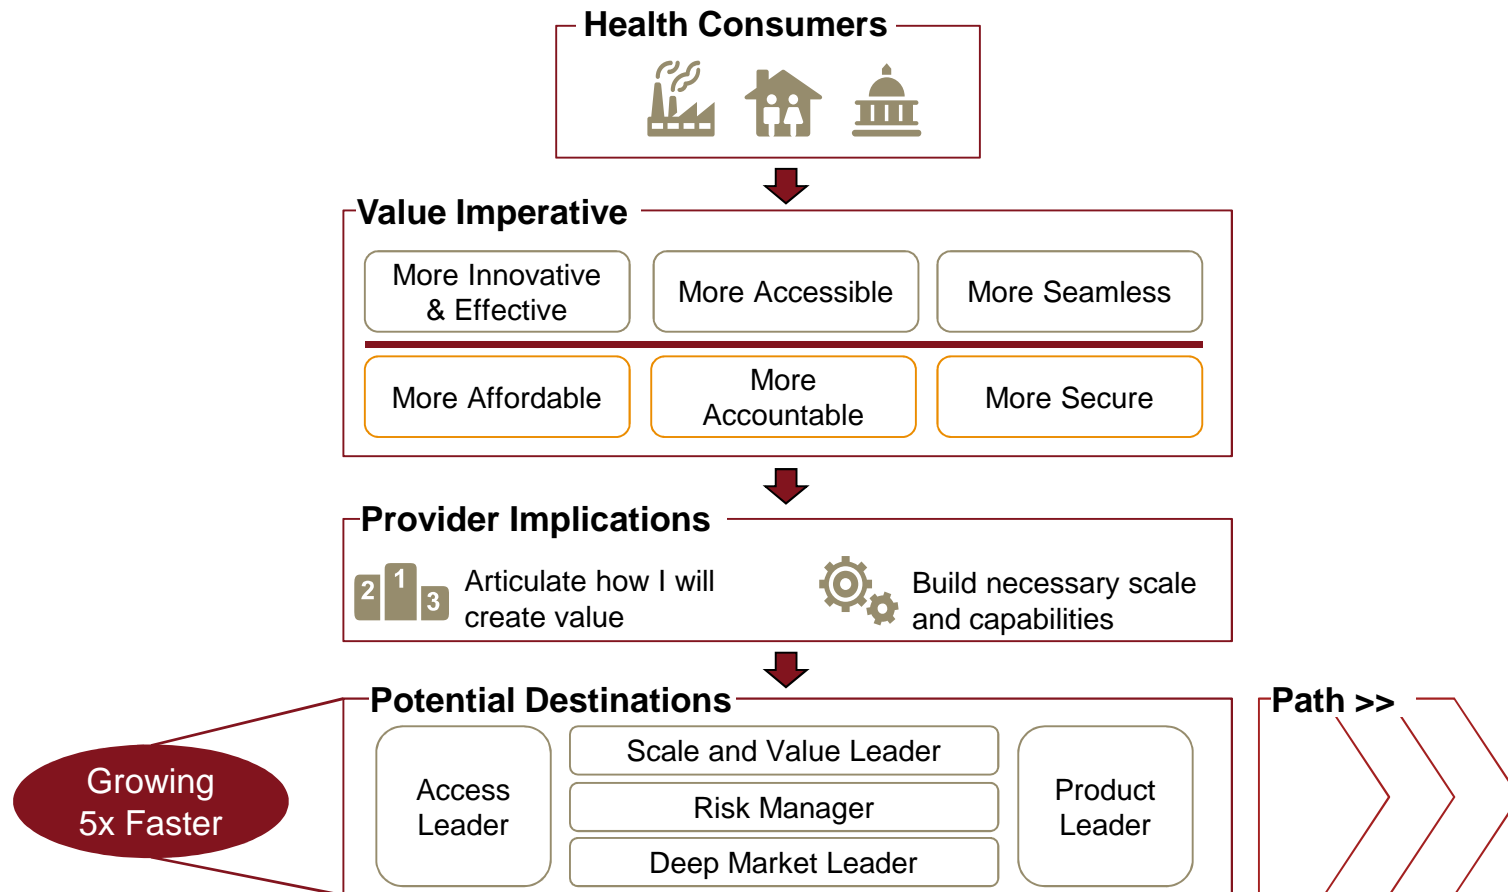 Health Consumers
Value Imperative
More Innovative
& Effective
More Accessible
More Seamless
More Affordable
More
Accountable
More Secure
Provider Implications
2 1 3
Articulate how I will
create value
Build necessary scale
and capabilities
Potential Destinations
Path >>
Growing
5x Faster
Access
Leader
Scale and Value Leader
Risk Manager
Deep Market Leader
Product
Leader